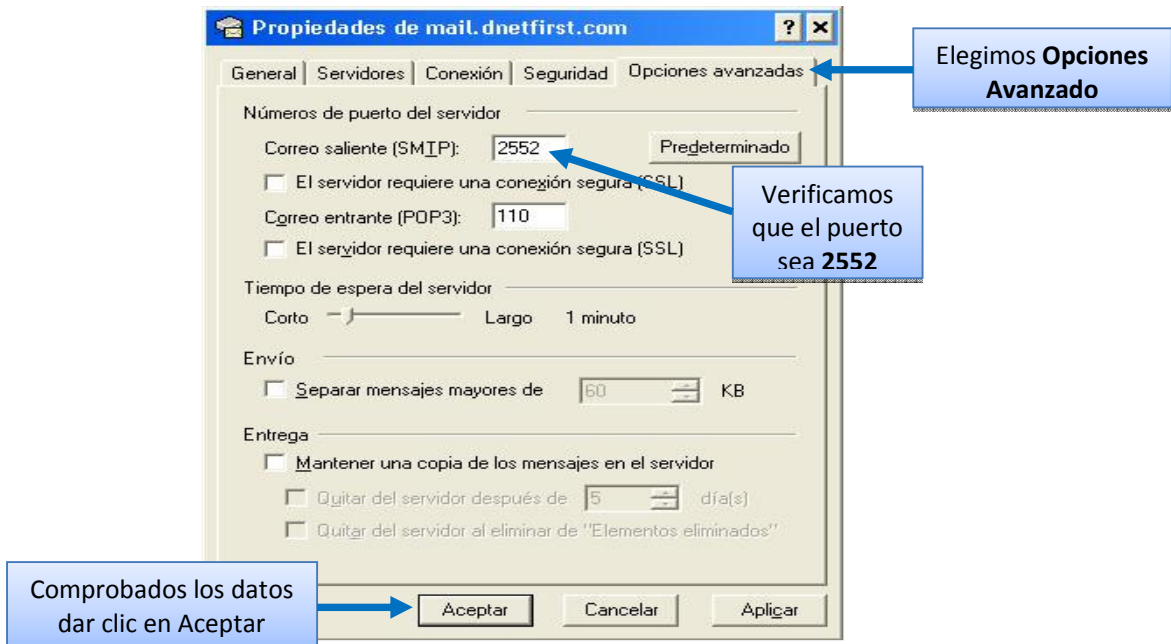 Propiedades de mail.dnetfirst.com
General Servidores Conexión Seguridad Opciones avanzadas
Elegimos Opciones
Avanzado
Números de puerto del servidor
Correo saliente (SMTP): 2552 Predeterminado
El servidor requiere una conexión segura (SSL)
Correo entrante (POP3): 110
El servidor requiere una conexión segura (SSL)
Verificamos
que el puerto
sea 2552
Tiempo de espera del servidor
Corto Largo 1 minuto
Envío
Separar mensajes mayores de 60 KB
Entrega
Mantener una copia de los mensajes en el servidor
Quitar del servidor después de 5 día(s)
Quitar del servidor al eliminar de "Elementos eliminados"
Comprobados los datos
dar clic en Aceptar
Aceptar Cancelar Aplicar